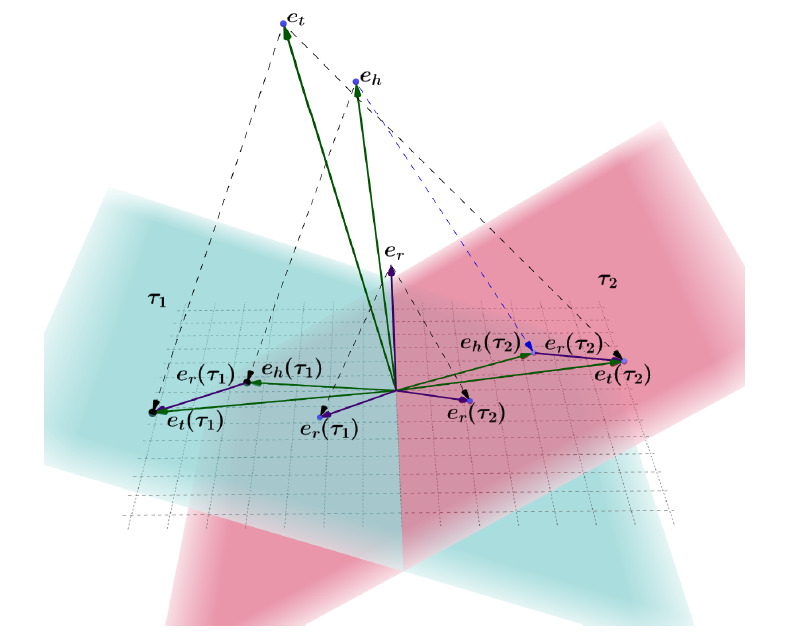 e_t
e_h
e_r
τ_1
τ_2
e_h(τ_2)
e_r(τ_2)
e_r(τ_1)
e_h(τ_1)
e_t(τ_2)
e_t(τ_1)
e_r(τ_1)
e_r(τ_2)